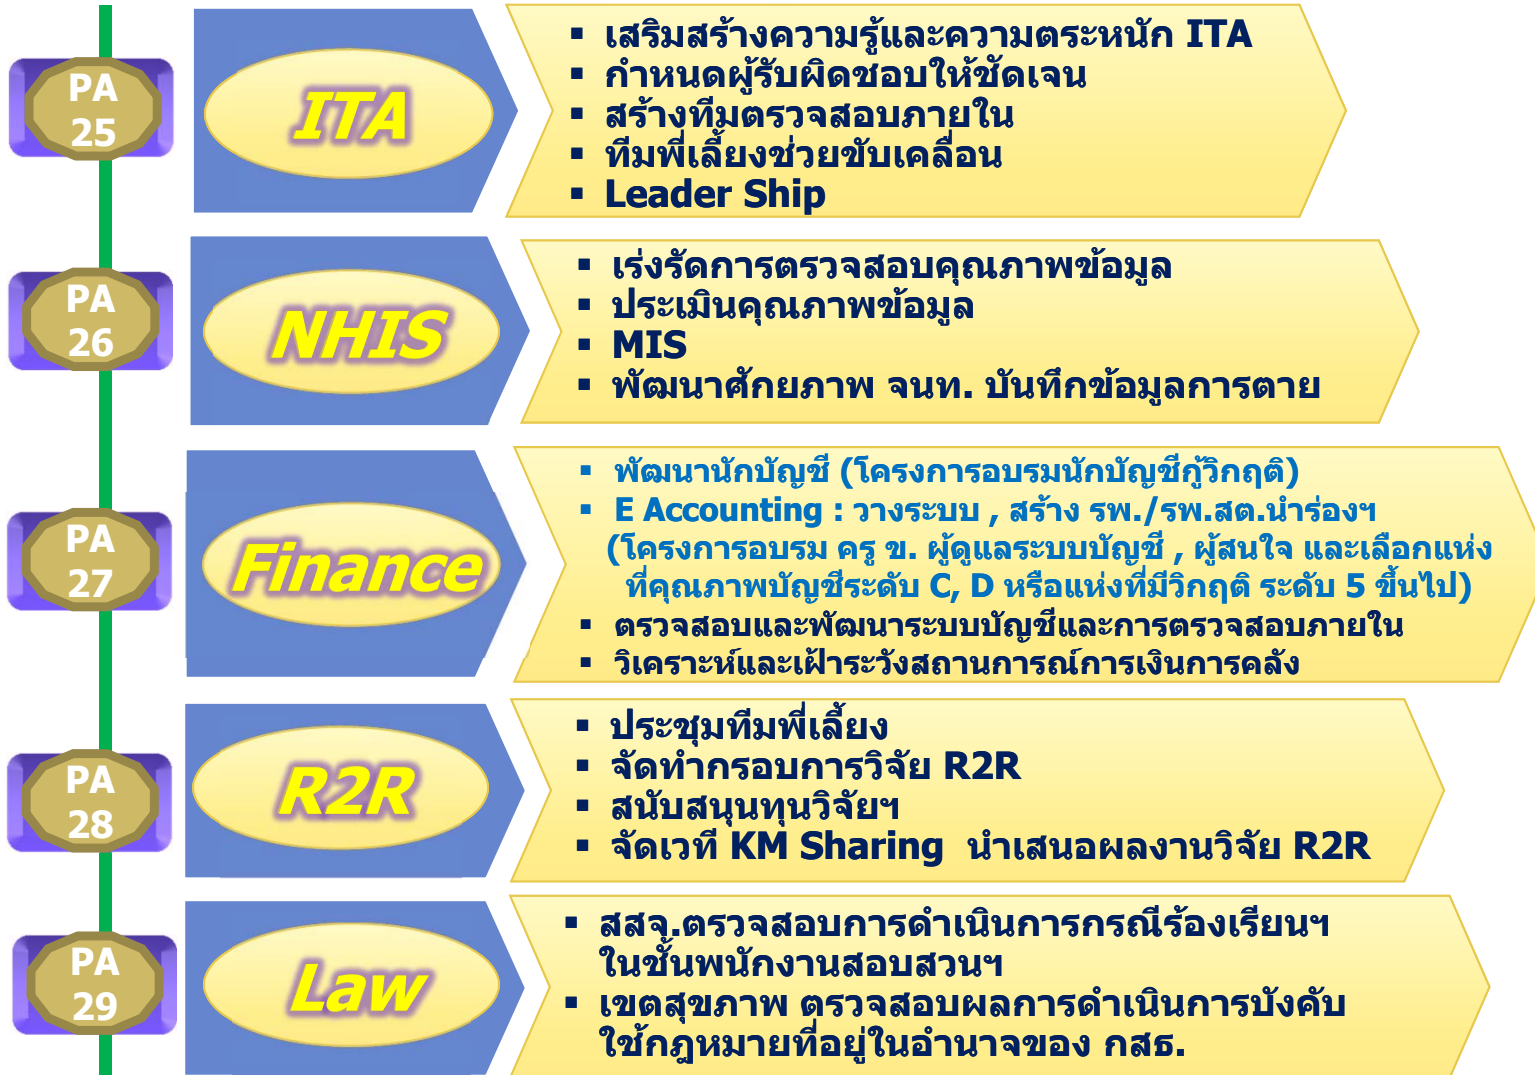 PA
25
ITA
▪ เสริมสร้างความรู้และความตระหนัก ITA
▪ กำหนดผู้รับผิดชอบให้ชัดเจน
▪ สร้างทีมตรวจสอบภายใน
▪ ทีมพี่เลี้ยงช่วยขับเคลื่อน
▪ Leader Ship
PA
26
NHIS
▪ เร่งรัดการตรวจสอบคุณภาพข้อมูล
▪ ประเมินคุณภาพข้อมูล
▪ MIS
▪ พัฒนาศักยภาพ จนท. บันทึกข้อมูลการตาย
PA
27
Finance
▪ พัฒนานักบัญชี (โครงการอบรมนักบัญชีกู้วิกฤติ)
▪ E Accounting : วางระบบ , สร้าง รพ./รพ.สต.นำร่องฯ
(โครงการอบรม ครู ข. ผู้ดูแลระบบบัญชี , ผู้สนใจ และเลือกแห่ง
ที่คุณภาพบัญชีระดับ C, D หรือแห่งที่มีวิกฤติ ระดับ 5 ขึ้นไป)
▪ ตรวจสอบและพัฒนาระบบบัญชีและการตรวจสอบภายใน
▪ วิเคราะห์และเฝ้าระวังสถานการณ์การเงินการคลัง
PA
28
R2R
▪ ประชุมทีมพี่เลี้ยง
▪ จัดทำกรอบการวิจัย R2R
▪ สนับสนุนทุนวิจัยฯ
▪ จัดเวที KM Sharing นำเสนอผลงานวิจัย R2R
PA
29
Law
▪ สสจ.ตรวจสอบการดำเนินการกรณีร้องเรียนฯ
ในชั้นพนักงานสอบสวนฯ
▪ เขตสุขภาพ ตรวจสอบผลการดำเนินการบังคับ
ใช้กฎหมายที่อยู่ในอำนาจของ กสธ.